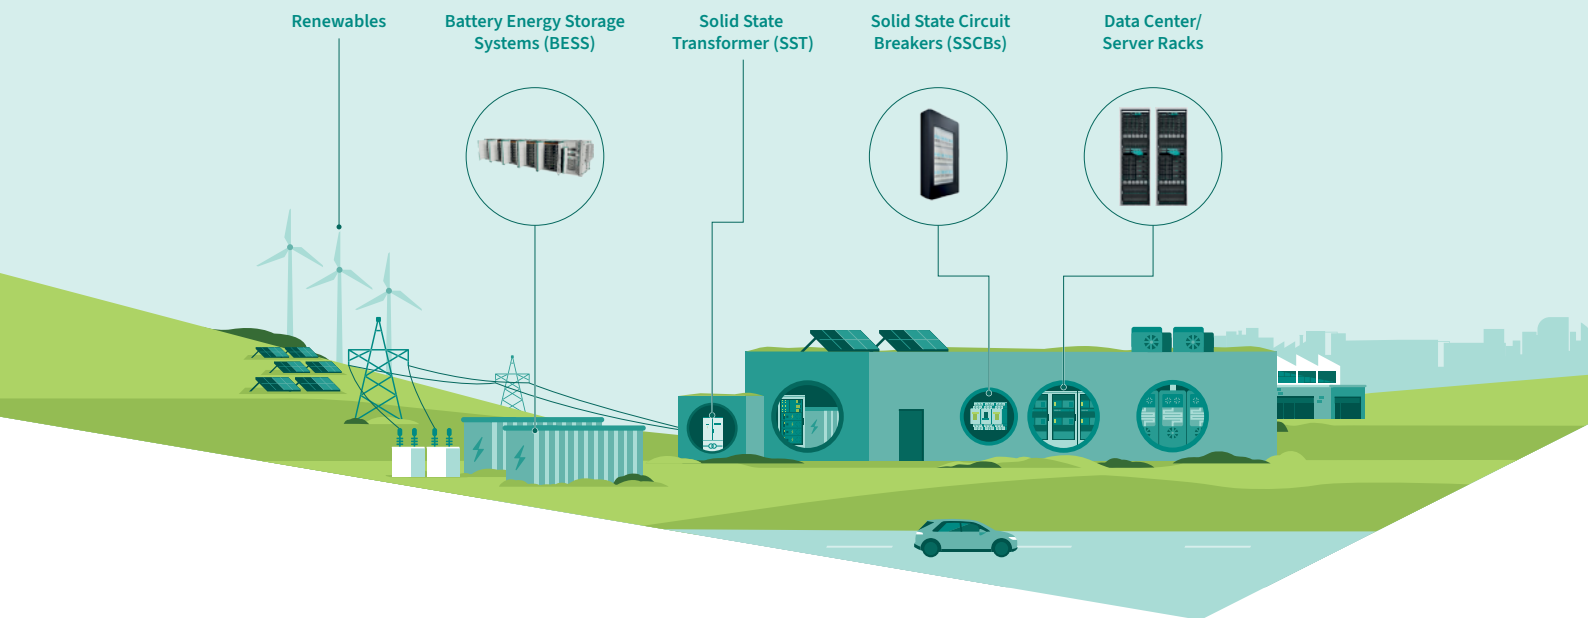 Renewables
Battery Energy Storage
Systems (BESS)
Solid State
Transformer (SST)
Solid State Circuit
Breakers (SSCBs)
Data Center/
Server Racks